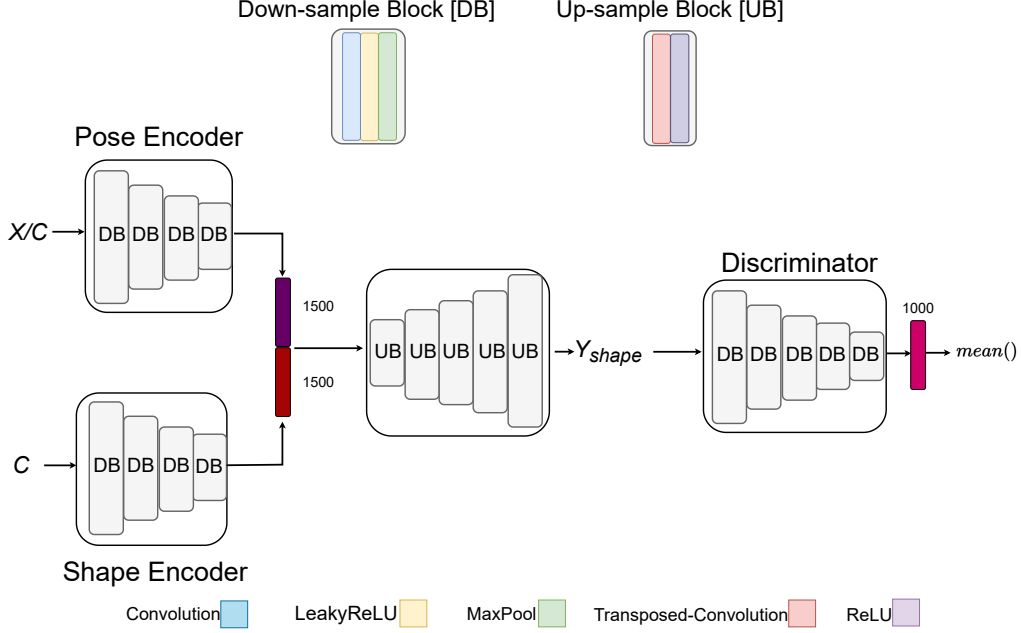 Down-sample Block [DB]
Up-sample Block [UB]
Pose Encoder
X/C
DB DB DB DB
1500
1500
C
DB DB DB DB
Shape Encoder
UB UB UB UB UB
Y_shape
Discriminator
DB DB DB DB DB
1000
mean()
Convolution
LeakyReLU
MaxPool
Transposed-Convolution
ReLU